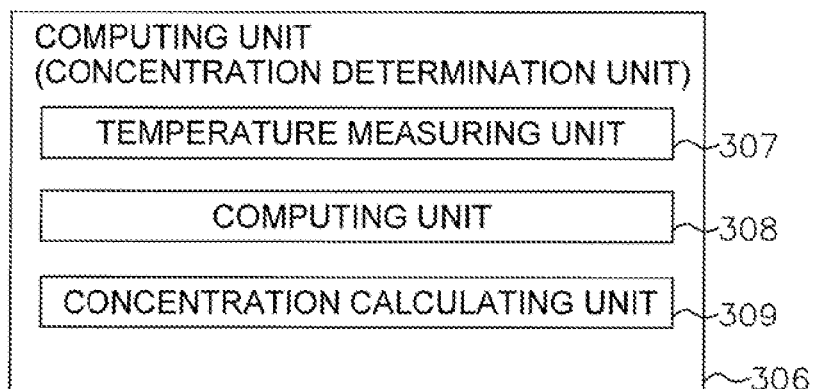 COMPUTING UNIT
(CONCENTRATION DETERMINATION UNIT)
TEMPERATURE MEASURING UNIT
307
COMPUTING UNIT
308
CONCENTRATION CALCULATING UNIT
309
306